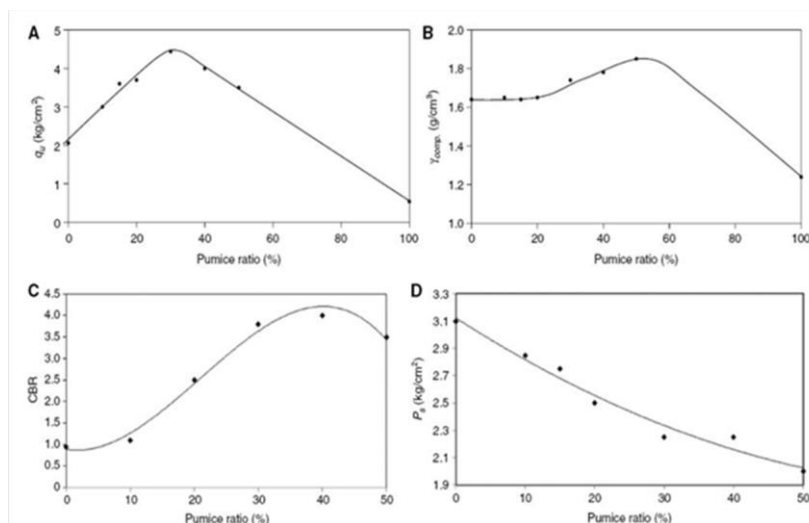 A
5
4
3
2
1
0
qu (kg/cm²)
0 20 40 60 80 100
Pumice ratio (%)
B
2.0
1.8
1.6
1.4
1.2
1.0
γcomp. (g/cm³)
0 20 40 60 80 100
Pumice ratio (%)
C
4.5
4.0
3.5
3.0
2.5
2.0
1.5
1.0
0.5
0
CBR
0 10 20 30 40 50
Pumice ratio (%)
D
3.3
3.1
2.9
2.7
2.5
2.3
2.1
1.9
Ps (kg/cm²)
0 10 20 30 40 50
Pumice ratio (%)